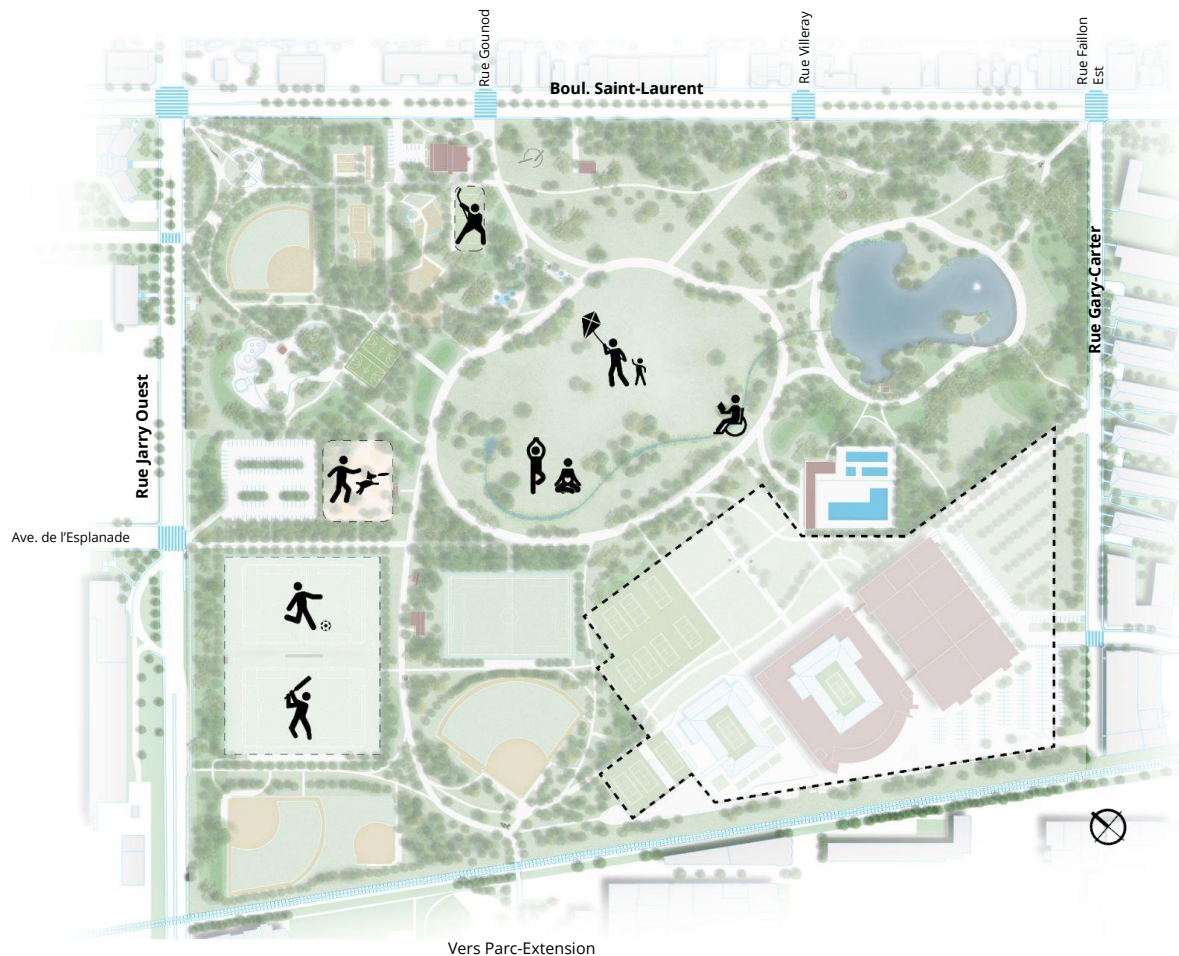 Rue Gounod
Rue Villeray
Rue Faillon
Est
Boul. Saint-Laurent
Rue Gary-Carter
Rue Jarry Ouest
Ave. de l’Esplanade
Vers Parc-Extension